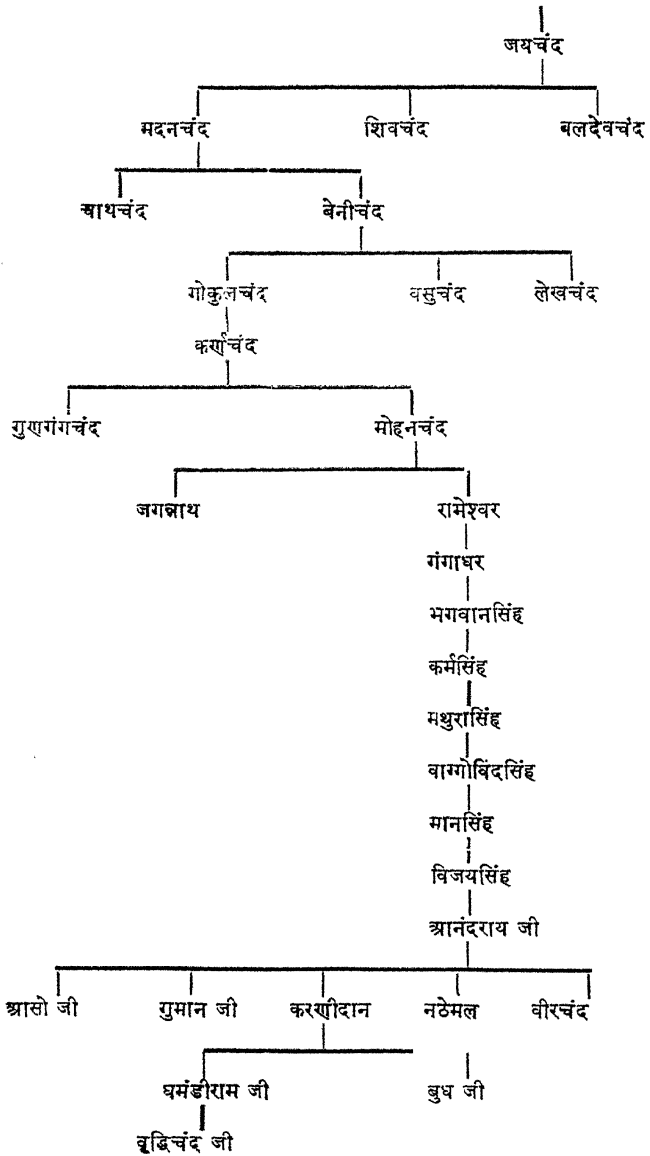 जयचंद
मदनचंद शिवचंद बलदेवचंद
चाथचंद बेनीचंद
गोकुलचंद वसुचंद लेखचंद
कर्णचंद
गुणगंगचंद मोहनचंद
जगन्नाथ रामेश्वर
गंगाधर
भगवानसिंह
कर्मसिंह
मथुरासिंह
वाग्गोविंदसिंह
मानसिंह
विजयसिंह
आनंदराय जी
आसो जी गुमान जी करणीदान नठेमल वीरचंद
घमंडीराम जी बुध जी
वृद्धिचंद जी